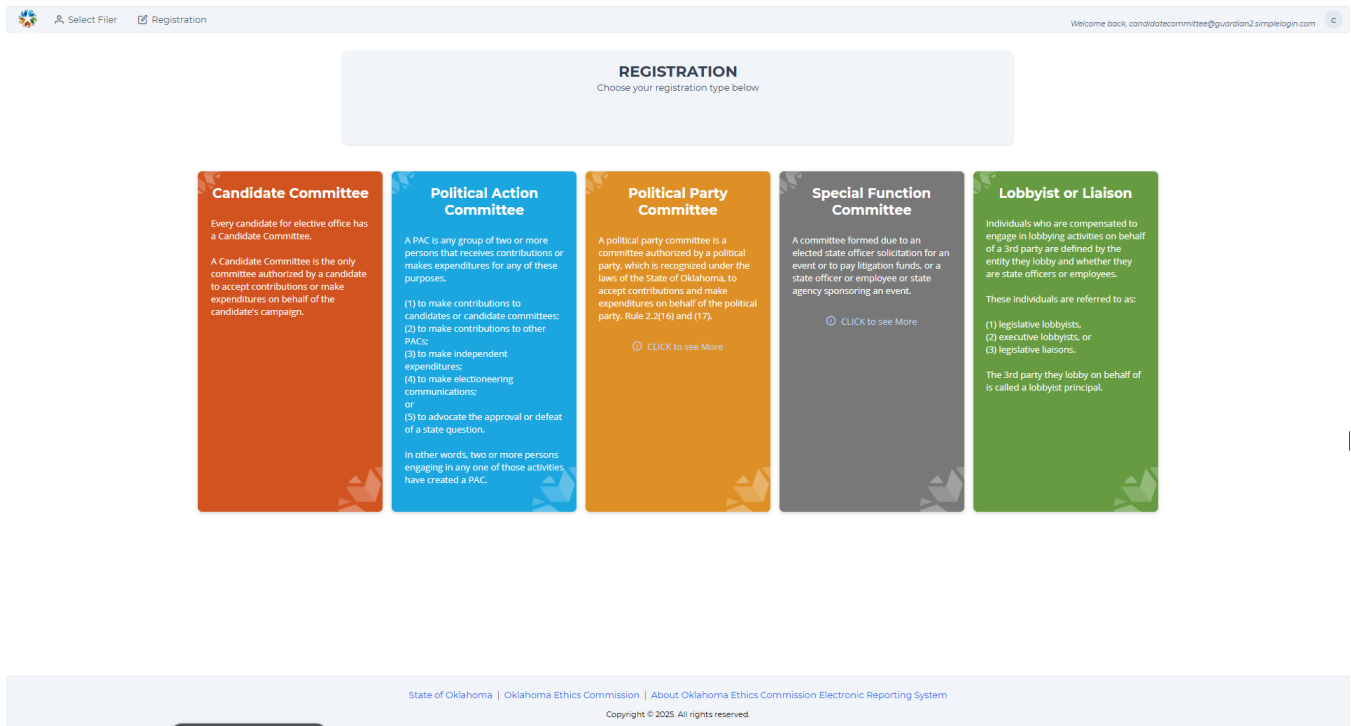 Select Filer
Registration
Welcome back, candidatecommittee@guardian2.simplelogin.com
c
REGISTRATION
Choose your registration type below
Candidate Committee
Every candidate for elective office has
a Candidate Committee.
A Candidate Committee is the only
committee authorized by a candidate
to accept contributions or make
expenditures on behalf of the
candidate's campaign.
Political Action
Committee
A PAC is any group of two or more
persons that receives contributions or
makes expenditures for any of these
purposes.
(1) to make contributions to
candidates or candidate committees;
(2) to make contributions to other
PACs;
(3) to make independent
expenditures;
(4) to make electioneering
communications;
or
(5) to advocate the approval or defeat
of a state question.
In other words, two or more persons
engaging in any one of those activities
have created a PAC.
Political Party
Committee
A political party committee is a
committee authorized by a political
party, which is recognized under the
laws of the State of Oklahoma, to
accept contributions and make
expenditures on behalf of the political
party. Rule 2.2(16) and (17).
CLICK to see More
Special Function
Committee
A committee formed due to an
elected state officer solicitation for an
event or to pay litigation funds, or a
state officer or employee or state
agency sponsoring an event.
CLICK to see More
Lobbyist or Liaison
Individuals who are compensated to
engage in lobbying activities on behalf
of a 3rd party are defined by the
entity they lobby and whether they
are state officers or employees.
These individuals are referred to as:
(1) legislative lobbyists,
(2) executive lobbyists, or
(3) legislative liaisons.
The 3rd party they lobby on behalf of
is called a lobbyist principal.
State of Oklahoma | Oklahoma Ethics Commission | About Oklahoma Ethics Commission Electronic Reporting System
Copyright © 2025. All rights reserved.